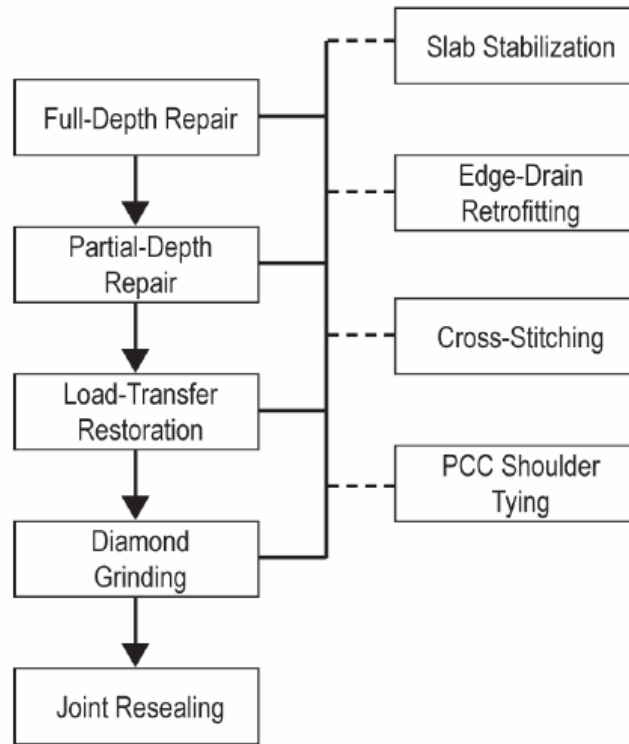 Slab Stabilization
Full-Depth Repair
Edge-Drain
Retrofitting
Partial-Depth
Repair
Cross-Stitching
Load-Transfer
Restoration
PCC Shoulder
Tying
Diamond
Grinding
Joint Resealing